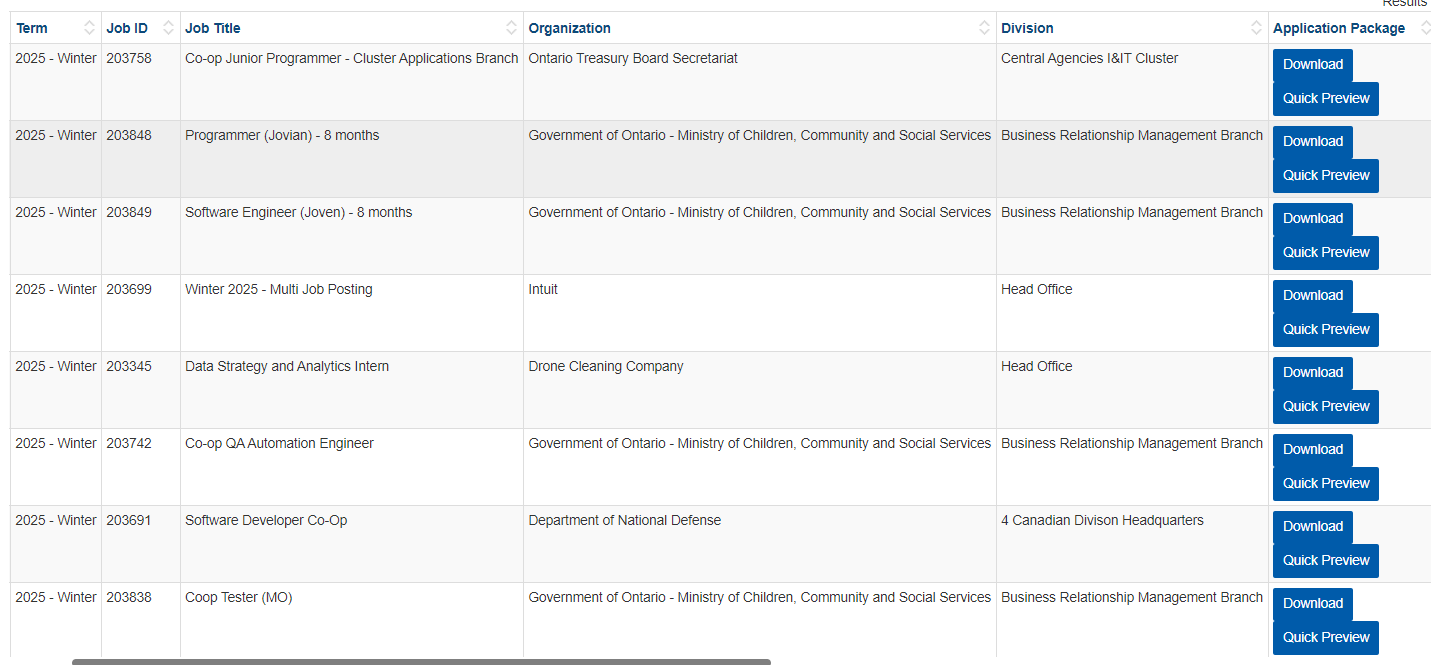 Results
Term Job ID Job Title Organization Division Application Package
2025 - Winter 203758 Co-op Junior Programmer - Cluster Applications Branch Ontario Treasury Board Secretariat Central Agencies I&IT Cluster Download
Quick Preview
2025 - Winter 203848 Programmer (Jovian) - 8 months Government of Ontario - Ministry of Children, Community and Social Services Business Relationship Management Branch Download
Quick Preview
2025 - Winter 203849 Software Engineer (Joven) - 8 months Government of Ontario - Ministry of Children, Community and Social Services Business Relationship Management Branch Download
Quick Preview
2025 - Winter 203699 Winter 2025 - Multi Job Posting Intuit Head Office Download
Quick Preview
2025 - Winter 203345 Data Strategy and Analytics Intern Drone Cleaning Company Head Office Download
Quick Preview
2025 - Winter 203742 Co-op QA Automation Engineer Government of Ontario - Ministry of Children, Community and Social Services Business Relationship Management Branch Download
Quick Preview
2025 - Winter 203691 Software Developer Co-Op Department of National Defense 4 Canadian Divison Headquarters Download
Quick Preview
2025 - Winter 203838 Coop Tester (MO) Government of Ontario - Ministry of Children, Community and Social Services Business Relationship Management Branch Download
Quick Preview